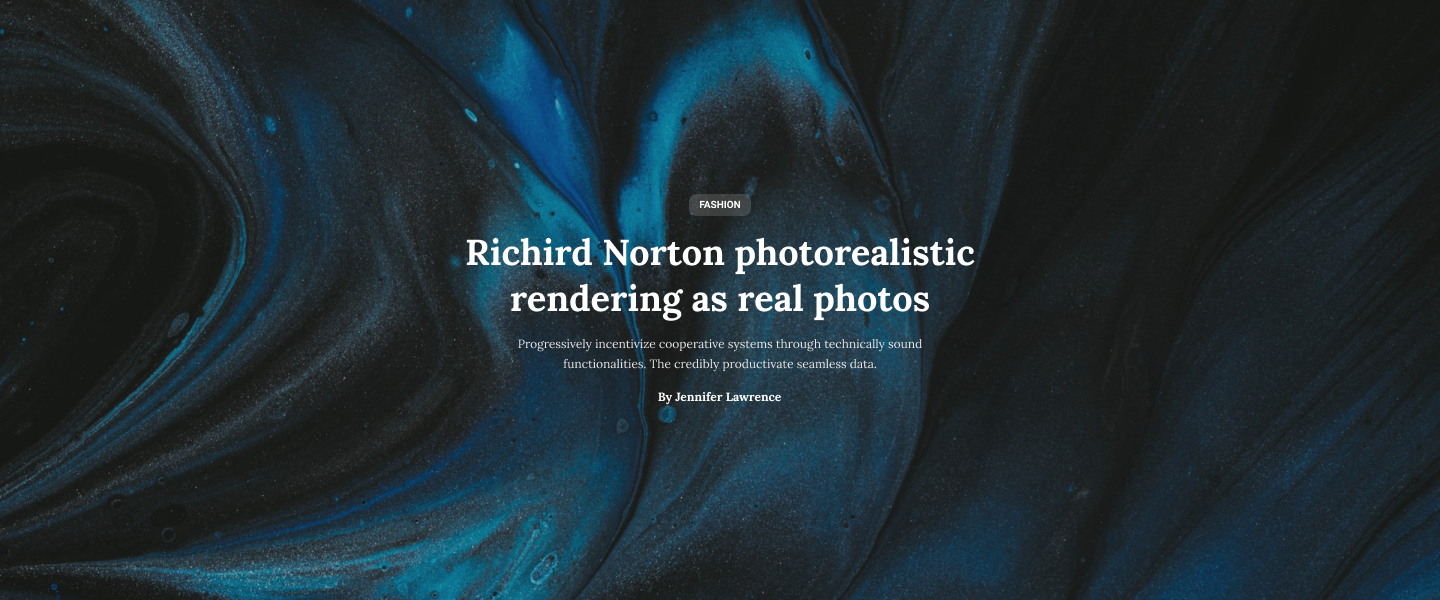 FASHION
Richird Norton photorealistic
rendering as real photos
Progressively incentivize cooperative systems through technically sound
functionalities. The credibly productivate seamless data.
By Jennifer Lawrence